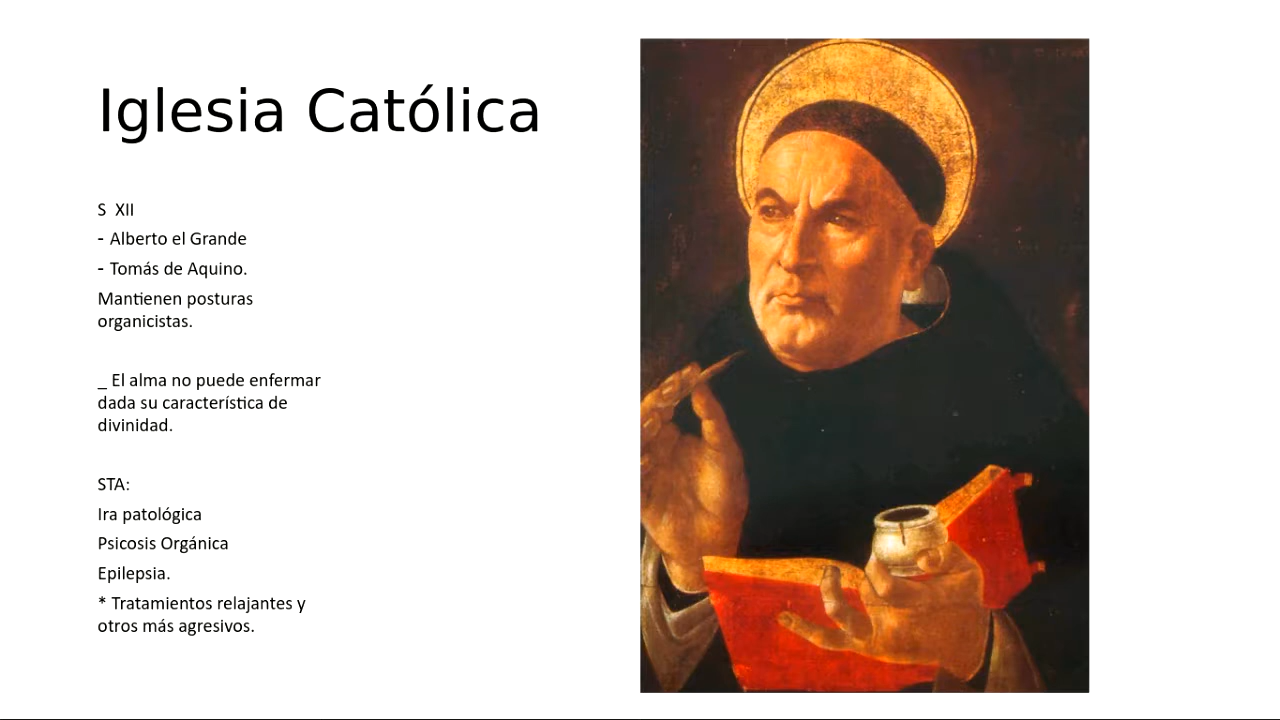 Iglesia Católica
S  XII
- Alberto el Grande
- Tomás de Aquino.
Mantienen posturas
organicistas.
_ El alma no puede enfermar
dada su característica de
divinidad.
STA:
Ira patológica
Psicosis Orgánica
Epilepsia.
* Tratamientos relajantes y
otros más agresivos.